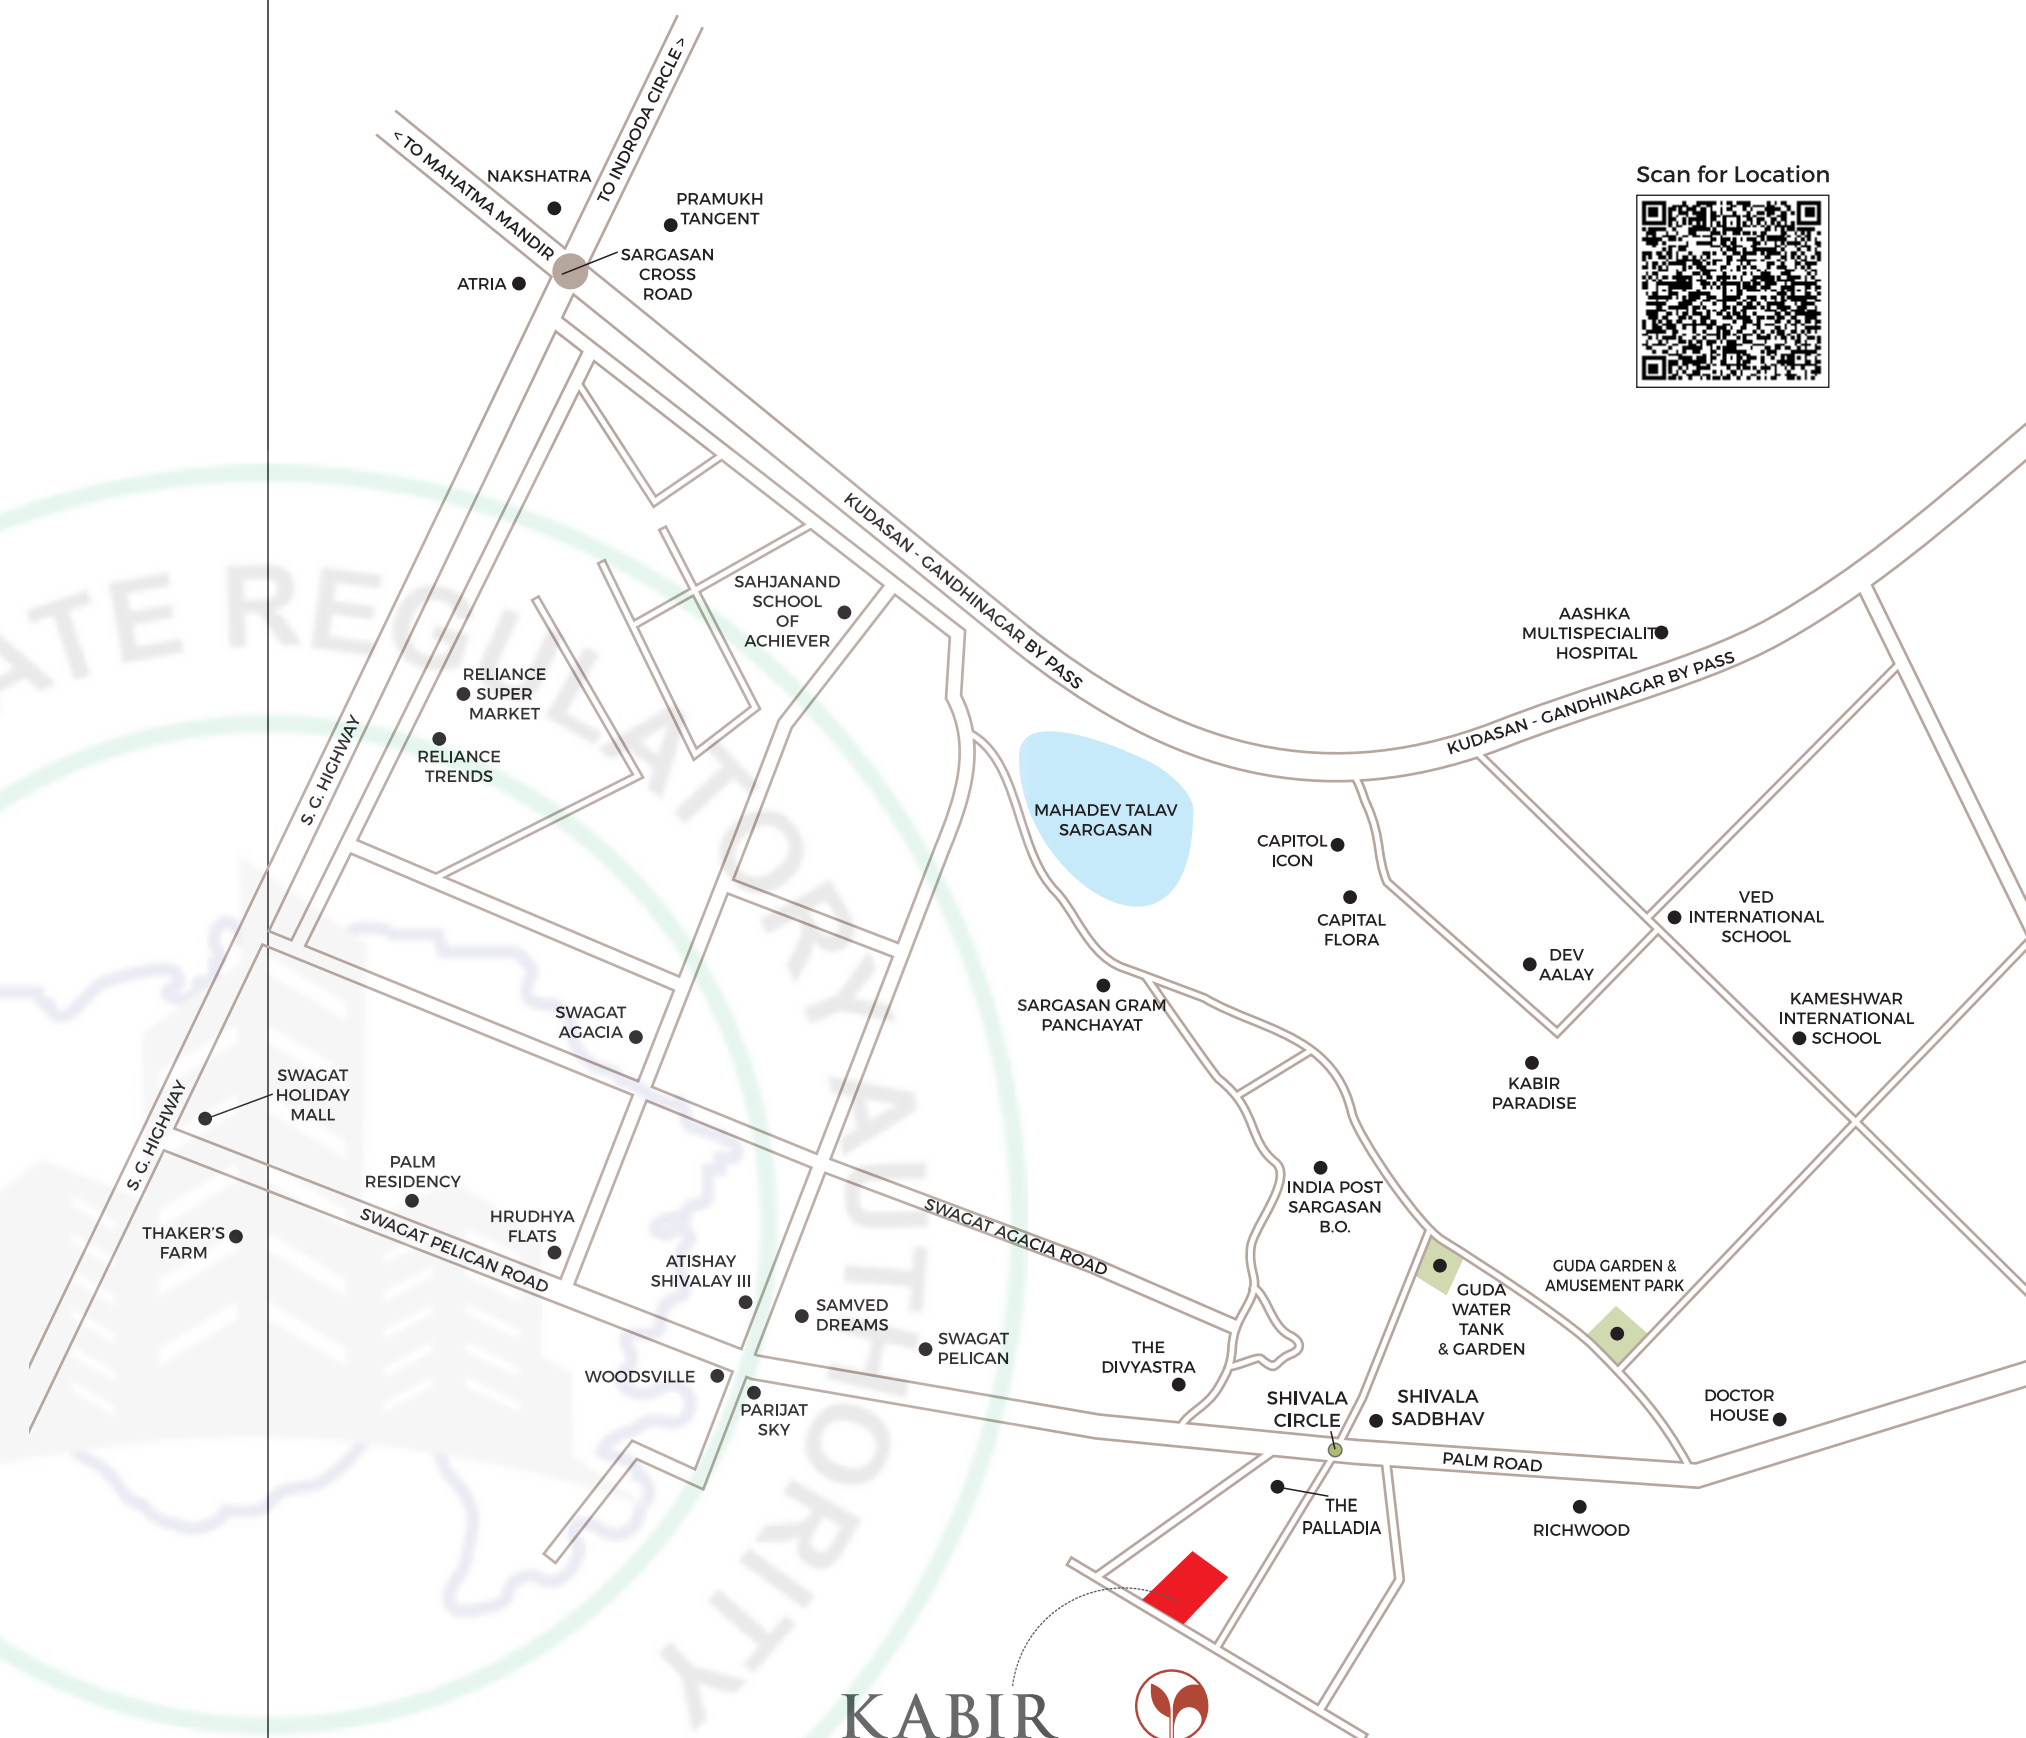 TO INDRODA CIRCLE >
< TO MAHATMA MANDIR
NAKSHATRA
PRAMUKH
TANGENT
Scan for Location
SARGASAN
CROSS
ROAD
ATRIA
KUDASAN - GANDHINAGAR BY PASS
SAHJANAND
SCHOOL
OF
ACHIEVER
AASHKA
MULTISPECIALIT
HOSPITAL
KUDASAN - GANDHINAGAR BY PASS
RELIANCE
SUPER
MARKET
RELIANCE
TRENDS
S. G. HIGHWAY
MAHADEV TALAV
SARGASAN
CAPITOL
ICON
CAPITAL
FLORA
VED
INTERNATIONAL
SCHOOL
DEV
AALAY
SARGASAN GRAM
PANCHAYAT
SWAGAT
AGACIA
KAMESHWAR
INTERNATIONAL
SCHOOL
KABIR
PARADISE
SWAGAT
HOLIDAY
MALL
S. G. HIGHWAY
PALM
RESIDENCY
HRUDHYA
FLATS
SWAGAT PELICAN ROAD
THAKER'S
FARM
SWAGAT AGACIA ROAD
INDIA POST
SARGASAN
B.O.
ATISHAY
SHIVALAY III
SAMVED
DREAMS
SWAGAT
PELICAN
GUDA
WATER
TANK
& GARDEN
GUDA GARDEN &
AMUSEMENT PARK
THE
DIVYASTRA
WOODSVILLE
PARIJAT
SKY
SHIVALA
CIRCLE
SHIVALA
SADBHAV
DOCTOR
HOUSE
PALM ROAD
THE
PALLADIA
RICHWOOD
KABIR
ATE REGULATORY AUTHORITY